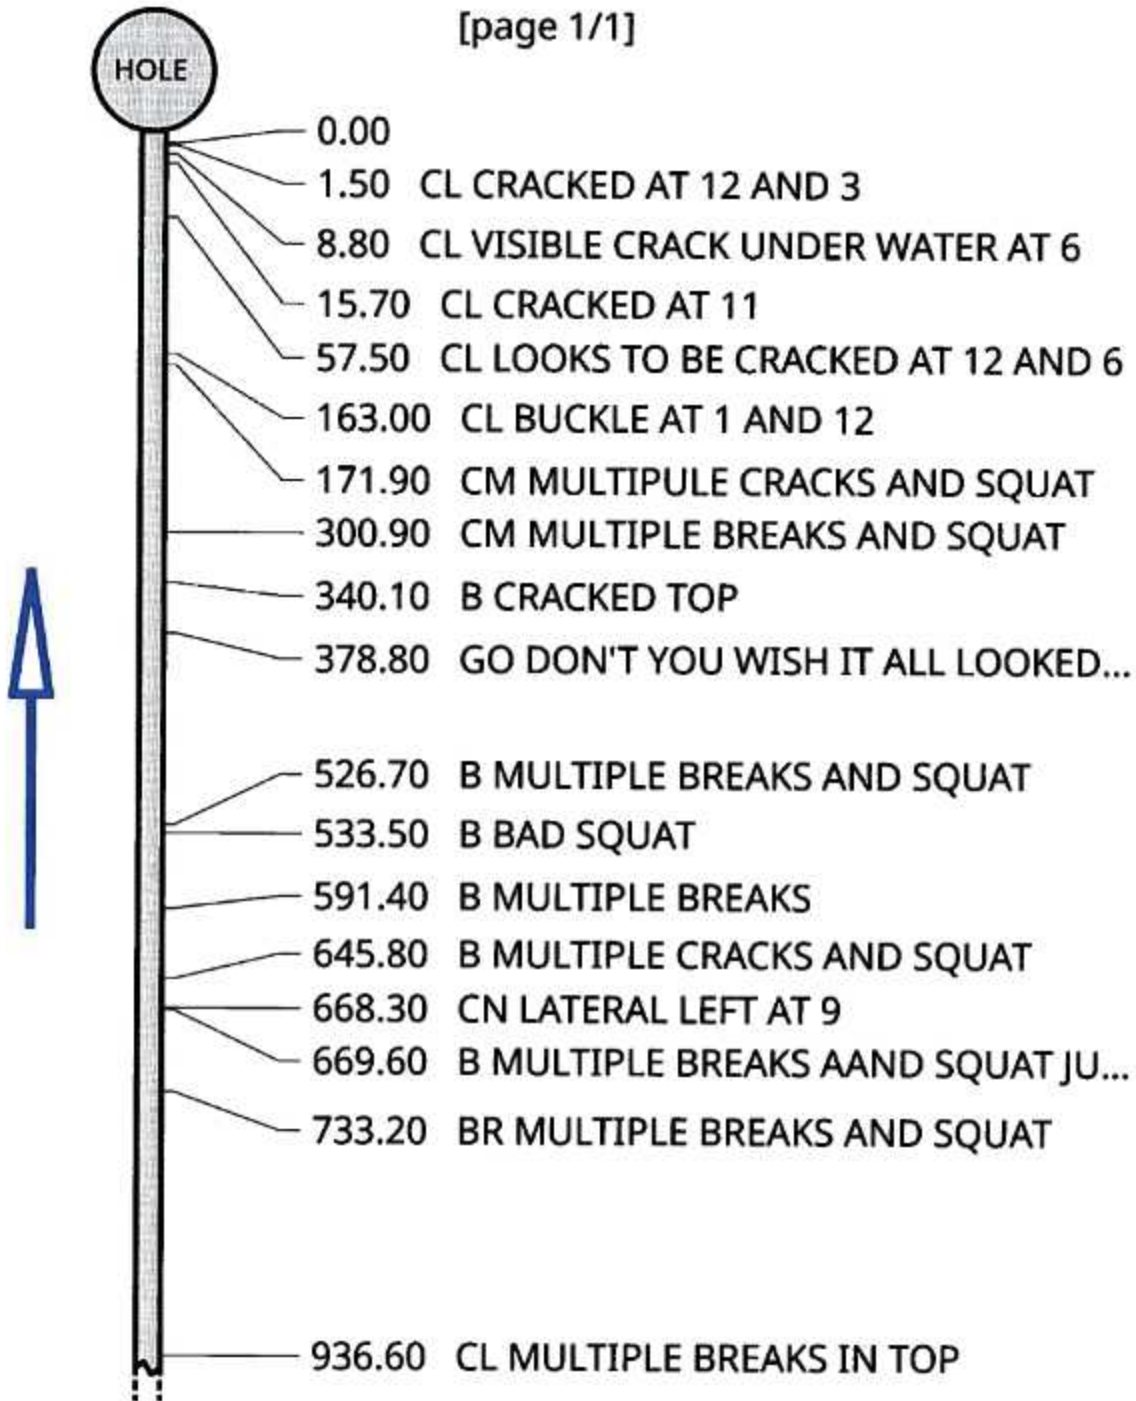 [page 1/1]
HOLE
0.00
1.50 CL CRACKED AT 12 AND 3
8.80 CL VISIBLE CRACK UNDER WATER AT 6
15.70 CL CRACKED AT 11
57.50 CL LOOKS TO BE CRACKED AT 12 AND 6
163.00 CL BUCKLE AT 1 AND 12
171.90 CM MULTIPULE CRACKS AND SQUAT
300.90 CM MULTIPLE BREAKS AND SQUAT
340.10 B CRACKED TOP
378.80 GO DON'T YOU WISH IT ALL LOOKED...
526.70 B MULTIPLE BREAKS AND SQUAT
533.50 B BAD SQUAT
591.40 B MULTIPLE BREAKS
645.80 B MULTIPLE CRACKS AND SQUAT
668.30 CN LATERAL LEFT AT 9
669.60 B MULTIPLE BREAKS AAND SQUAT JU...
733.20 BR MULTIPLE BREAKS AND SQUAT
936.60 CL MULTIPLE BREAKS IN TOP